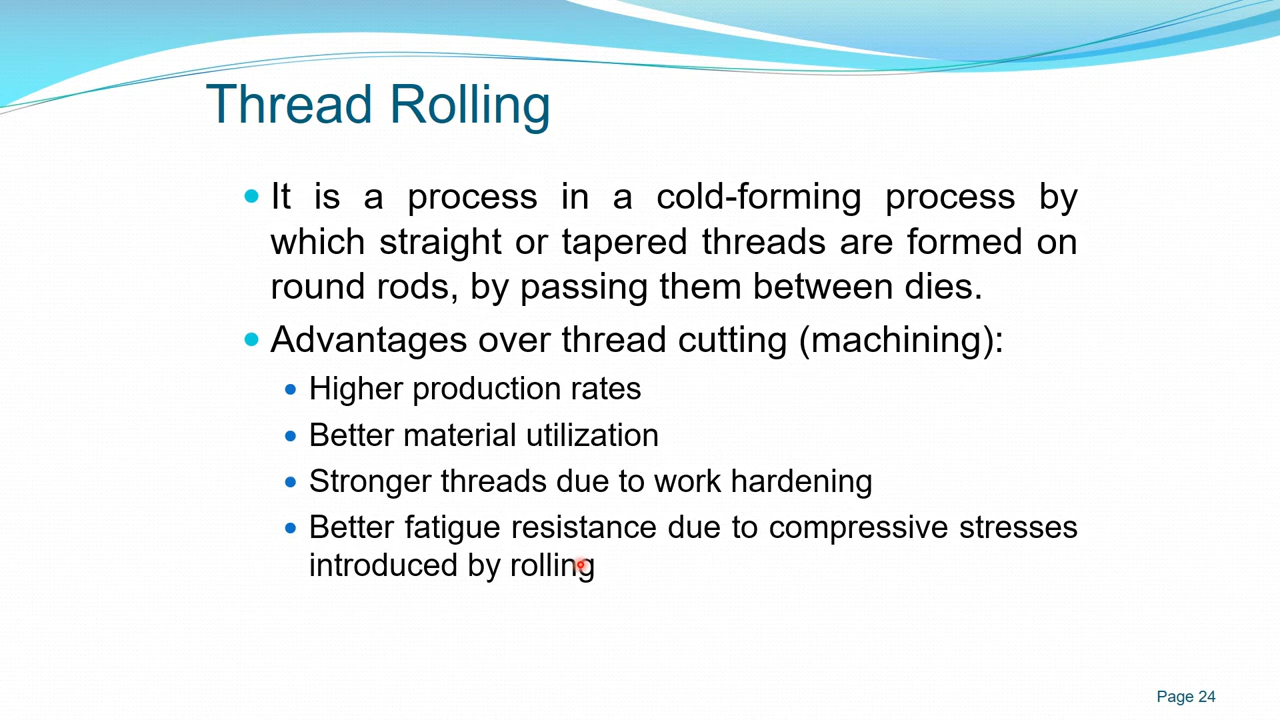 Thread Rolling
It is a process in a cold-forming process by
which straight or tapered threads are formed on
round rods, by passing them between dies.
Advantages over thread cutting (machining):
Higher production rates
Better material utilization
Stronger threads due to work hardening
Better fatigue resistance due to compressive stresses
introduced by rolling
Page 24